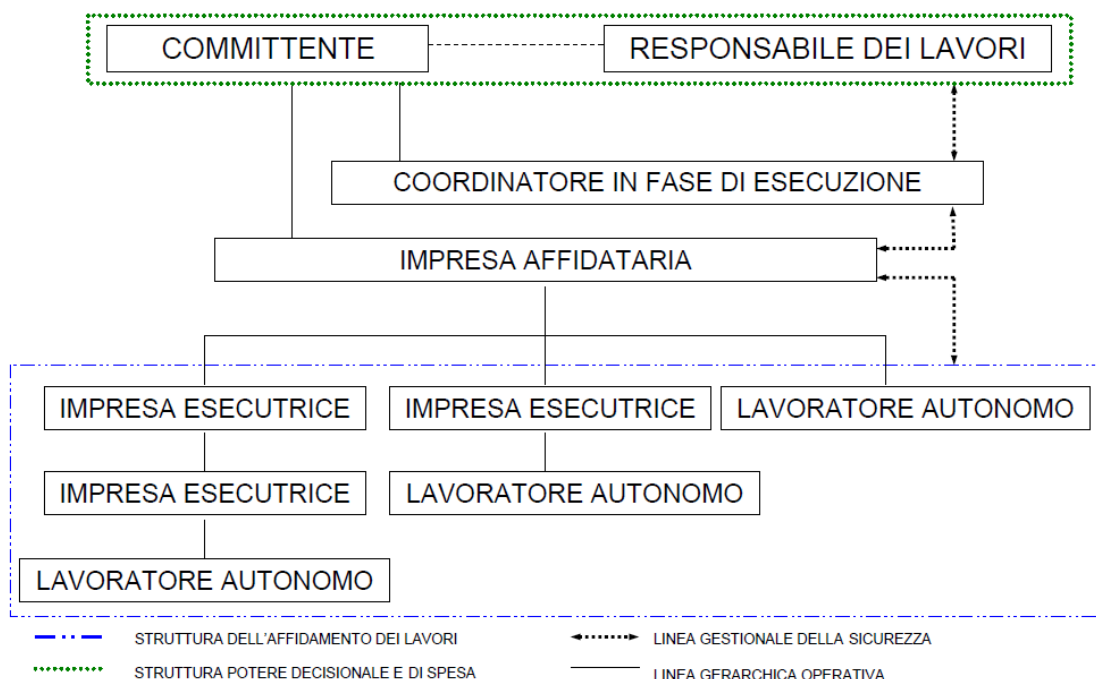 COMMITTENTE
RESPONSABILE DEI LAVORI
COORDINATORE IN FASE DI ESECUZIONE
IMPRESA AFFIDATARIA
IMPRESA ESECUTRICE
IMPRESA ESECUTRICE
LAVORATORE AUTONOMO
IMPRESA ESECUTRICE
LAVORATORE AUTONOMO
LAVORATORE AUTONOMO
STRUTTURA DELL'AFFIDAMENTO DEI LAVORI
LINEA GESTIONALE DELLA SICUREZZA
STRUTTURA POTERE DECISIONALE E DI SPESA
LINEA GERARCHICA OPERATIVA